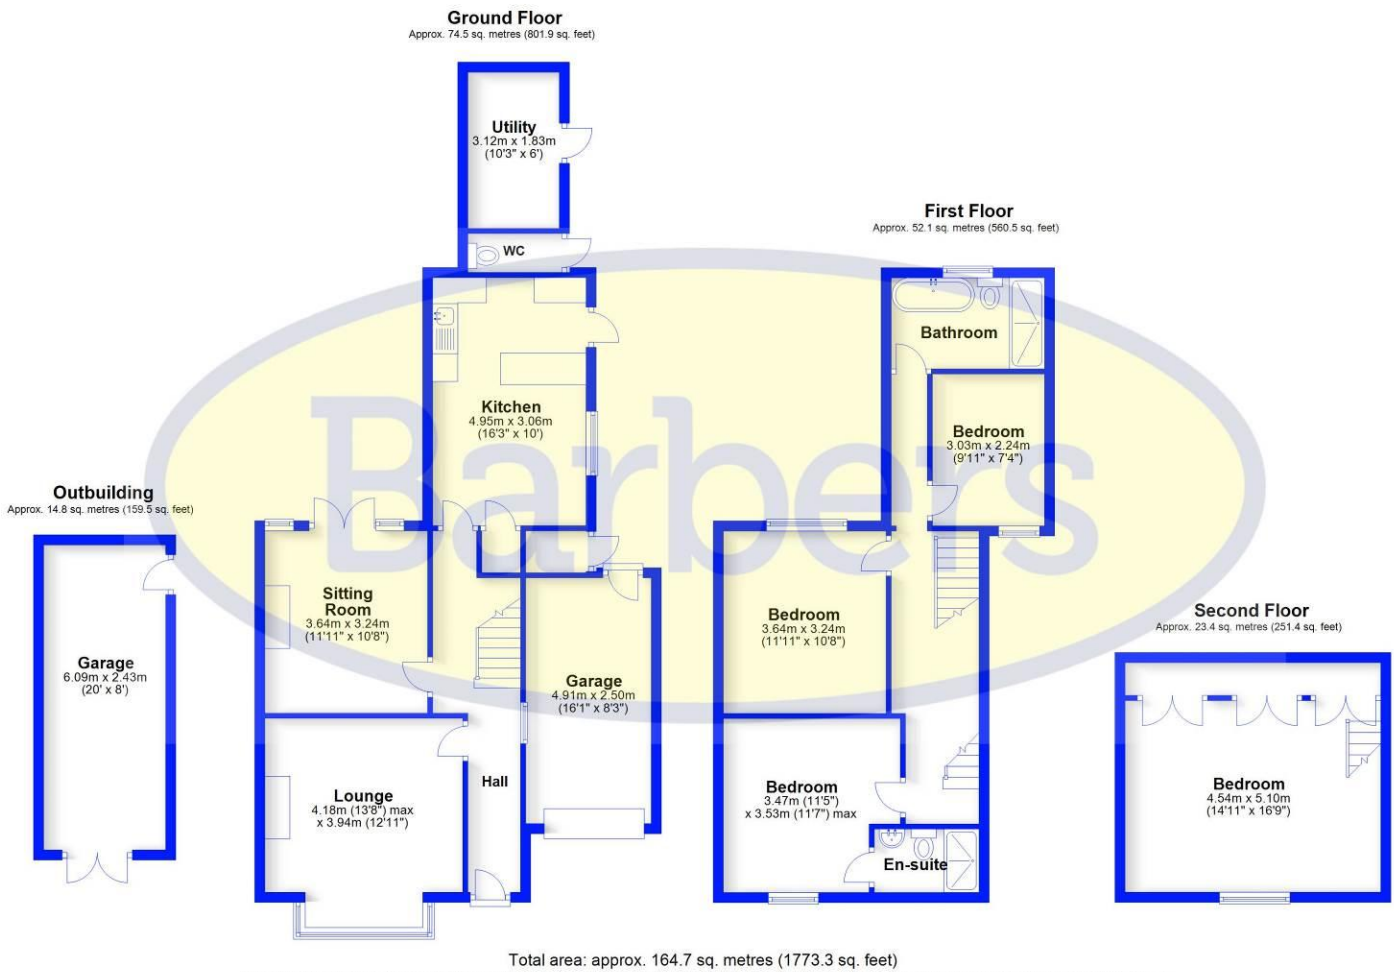 Ground Floor
Approx. 74.5 sq. metres (801.9 sq. feet)
Utility
3.12m x 1.83m
(10'3" x 6')
WC
Kitchen
4.95m x 3.06m
(16'3" x 10')
Sitting
Room
3.64m x 3.24m
(11'11" x 10'8")
Garage
4.91m x 2.50m
(16'1" x 8'3")
Lounge
4.18m (13'8") max
x 3.94m (12'11")
Hall
Outbuilding
Approx. 14.8 sq. metres (159.5 sq. feet)
Garage
6.09m x 2.43m
(20' x 8')
First Floor
Approx. 52.1 sq. metres (560.5 sq. feet)
Bathroom
Bedroom
3.03m x 2.24m
(9'11" x 7'4")
Bedroom
3.64m x 3.24m
(11'11" x 10'8")
Bedroom
3.47m (11'5")
x 3.53m (11'7") max
En-suite
Second Floor
Approx. 23.4 sq. metres (251.4 sq. feet)
Bedroom
4.54m x 5.10m
(14'11" x 16'9")
Barbers
Total area: approx. 164.7 sq. metres (1773.3 sq. feet)